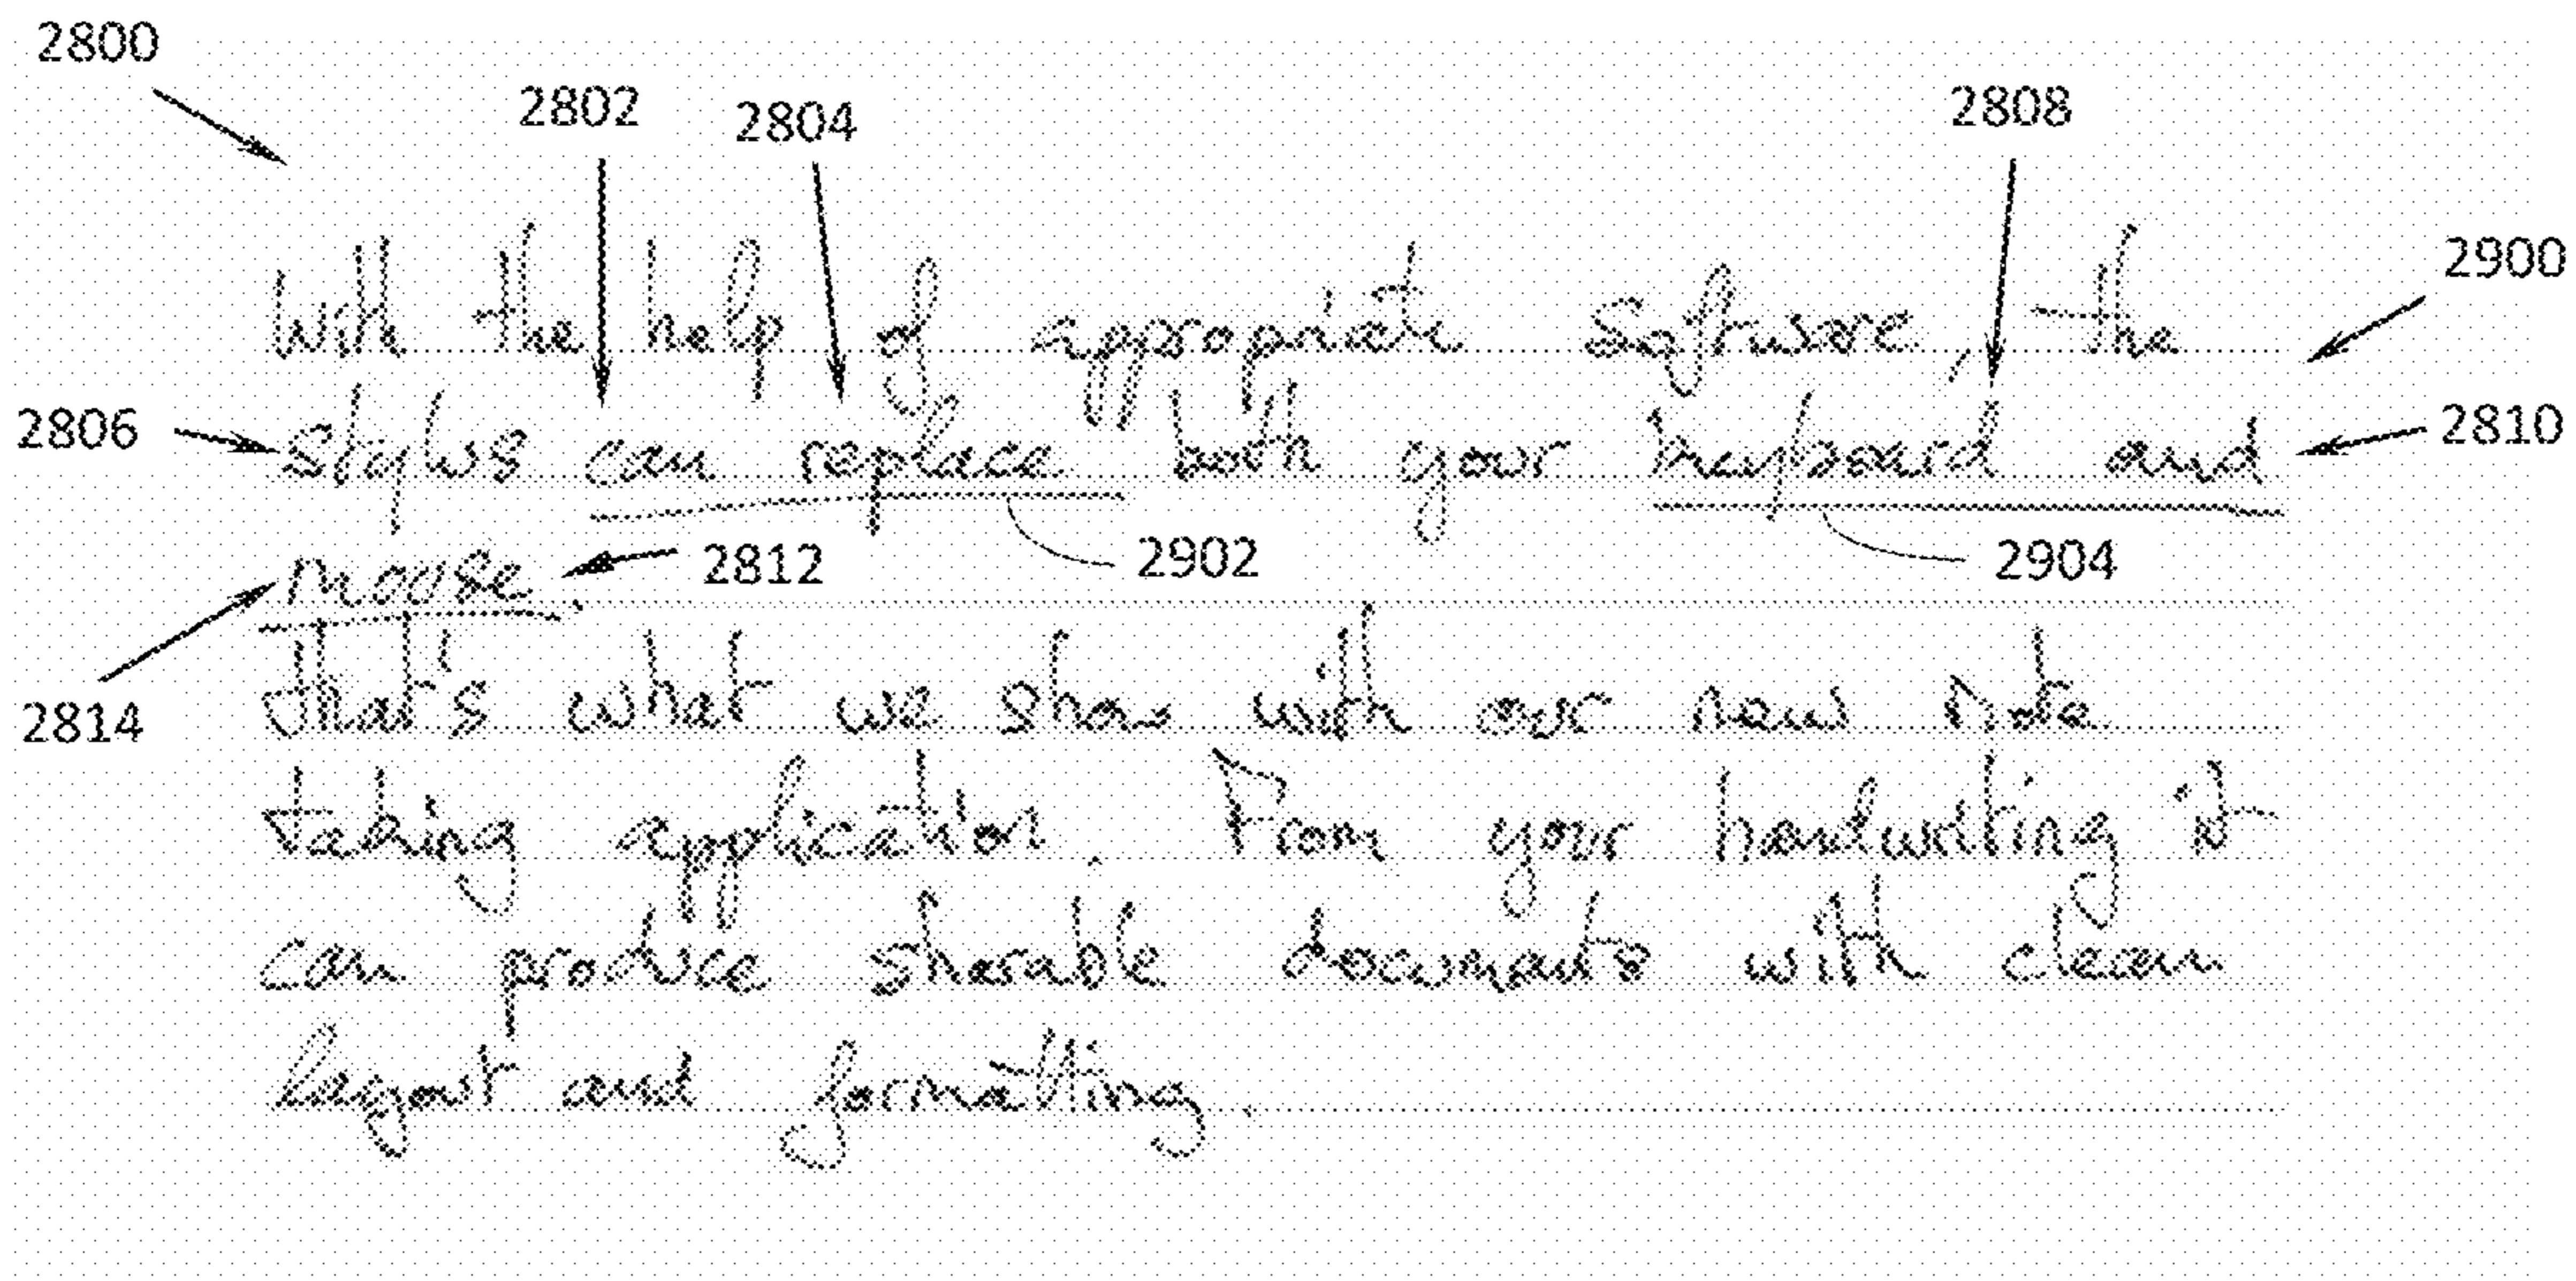 2800
2802
2804
2808
2900
With the help of appropriate Software, the
2806
stylus can replace both your keyboard and
2810
2902
2904
mouse.
2812
2814
That's what we show with our new Note
taking application. From your handwriting it
can produce sharable documents with clean
layout and formatting.